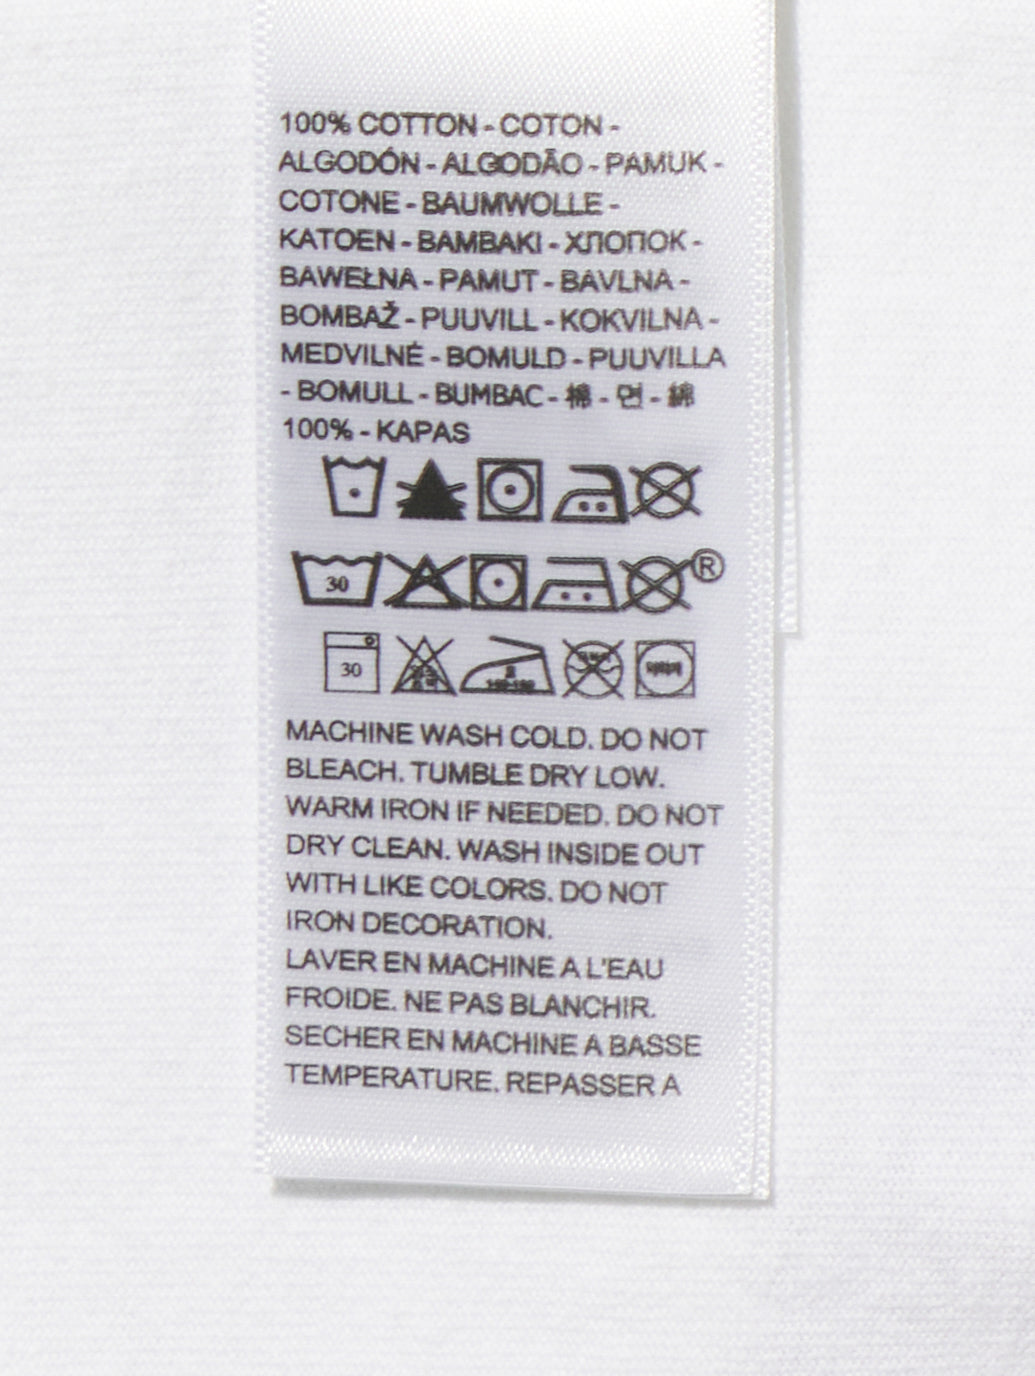 100% COTTON - COTON -
ALGODÓN - ALGODÃO - PAMUK -
COTONE - BAUMWOLLE -
KATOEN - BAMBAKI - ХЛОПОК -
BAWEŁNA - PAMUT - BAVLNA -
BOMBAŽ - PUUVILL - KOKVILNA -
MEDVILNĖ - BOMULD - PUUVILLA
- BOMULL - BUMBAC - 棉 - 면 - 綿
100% - KAPAS
30
®
30
MACHINE WASH COLD. DO NOT
BLEACH. TUMBLE DRY LOW.
WARM IRON IF NEEDED. DO NOT
DRY CLEAN. WASH INSIDE OUT
WITH LIKE COLORS. DO NOT
IRON DECORATION.
LAVER EN MACHINE A L'EAU
FROIDE. NE PAS BLANCHIR.
SECHER EN MACHINE A BASSE
TEMPERATURE. REPASSER A